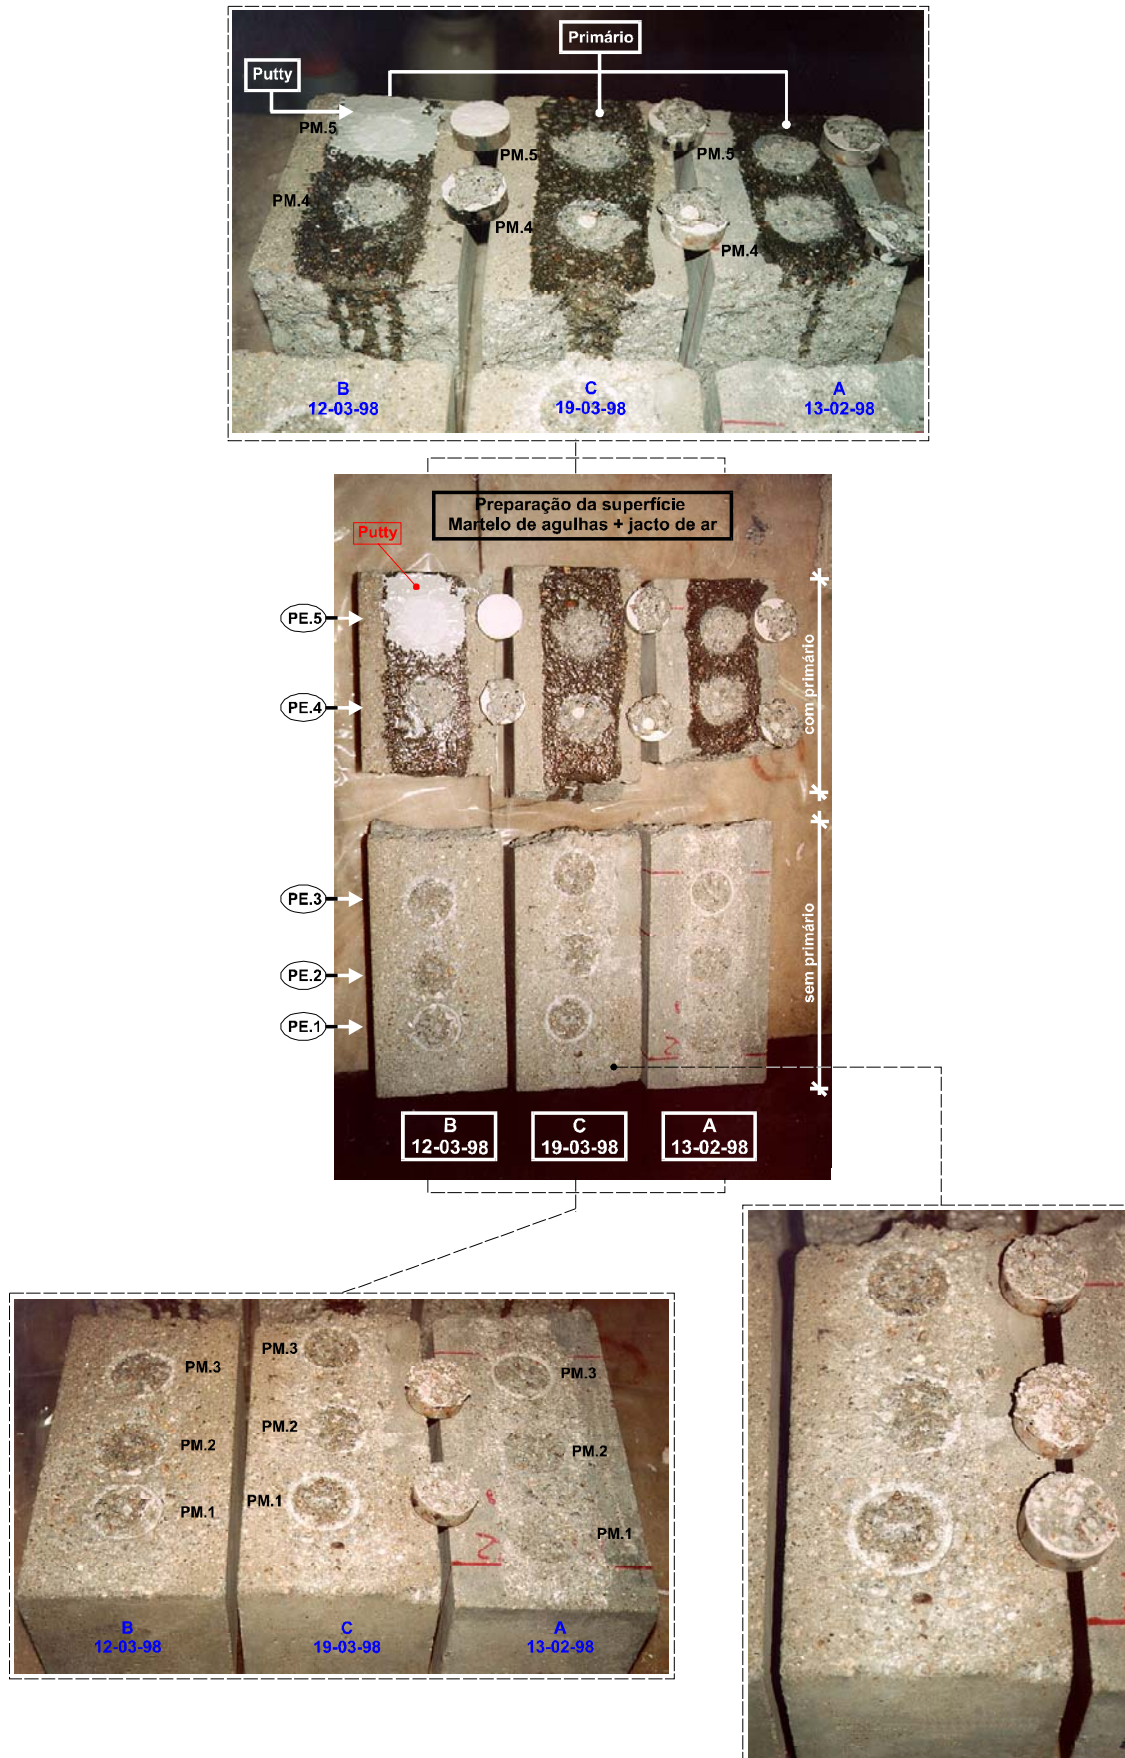 Primário
Putty
PM.5
PM.5
PM.5
PM.4
PM.4
PM.4
B
12-03-98
C
19-03-98
A
13-02-98
Preparação da superfície
Martelo de agulhas + jacto de ar
Putty
PE.5
PE.4
com primário
PE.3
PE.2
PE.1
sem primário
B
12-03-98
C
19-03-98
A
13-02-98
PM.3
PM.3
PM.3
PM.2
PM.2
PM.2
PM.1
PM.1
PM.1
B
12-03-98
C
19-03-98
A
13-02-98